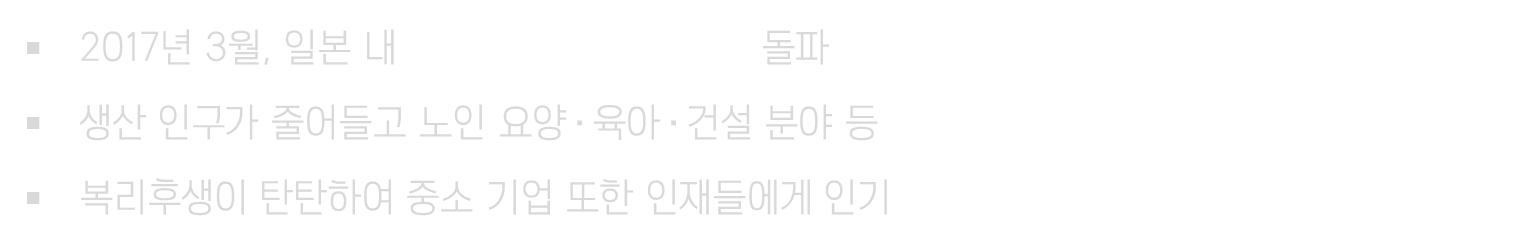 ▪ 2017년 3월, 일본 내 돌파
▪ 생산 인구가 줄어들고 노인 요양·육아·건설 분야 등
▪ 복리후생이 탄탄하여 중소 기업 또한 인재들에게 인기